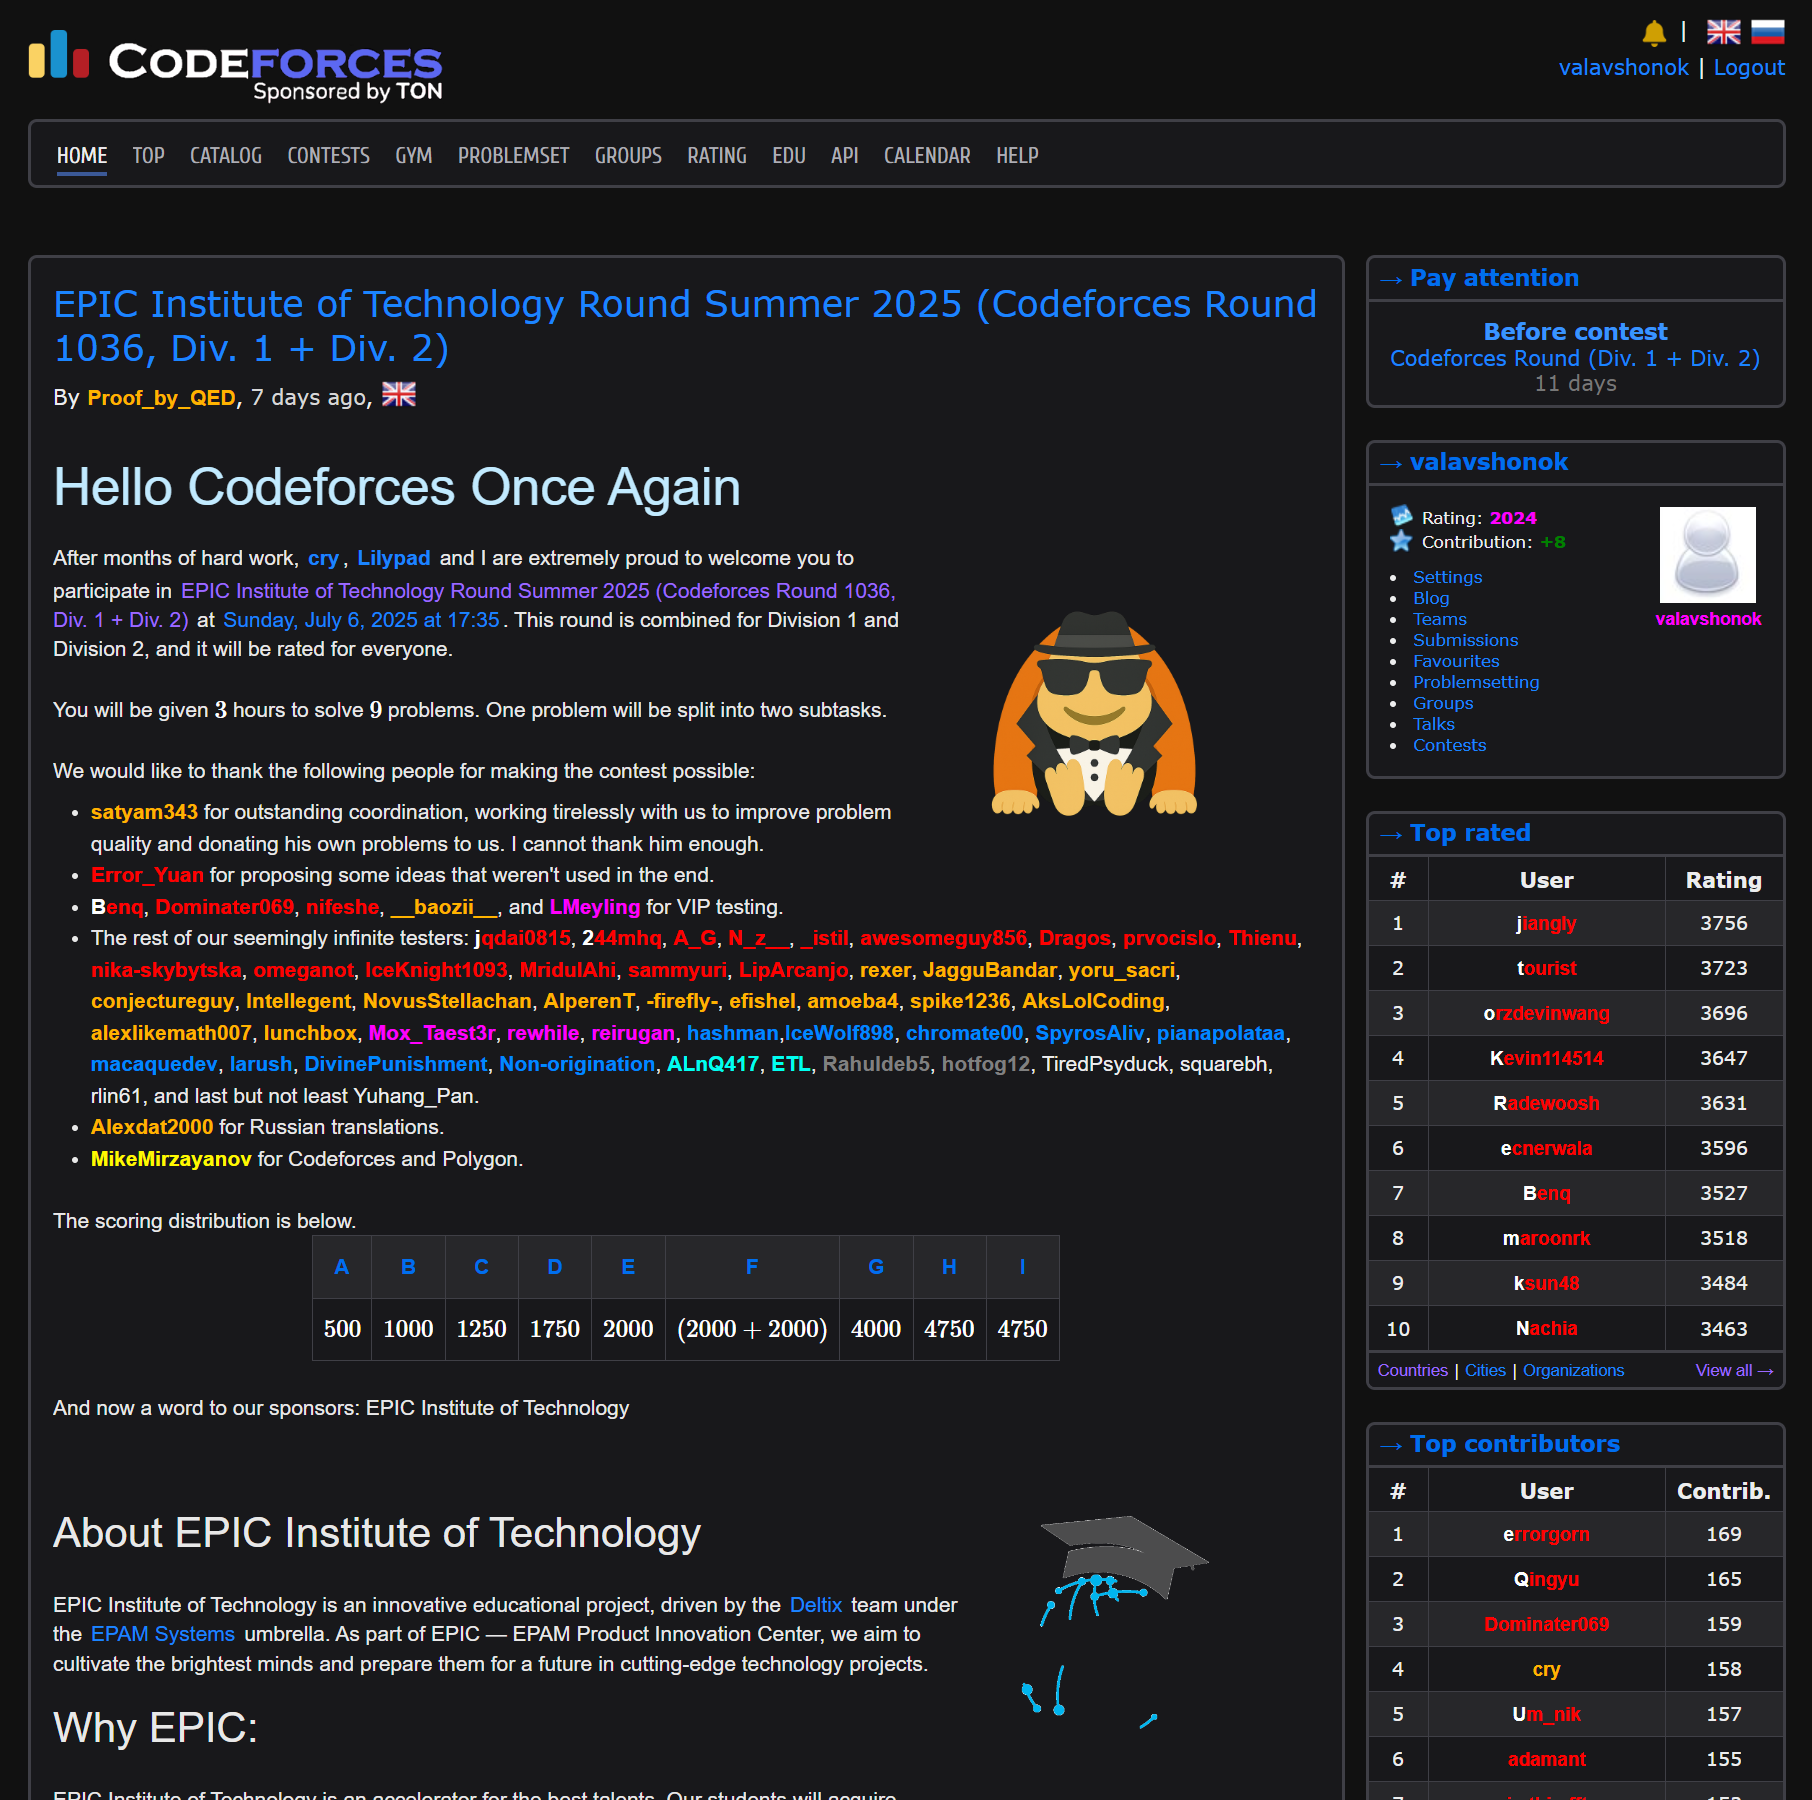 CODEFORCES
Sponsored by TON
|
valavshonok | Logout
HOME TOP CATALOG CONTESTS GYM PROBLEMSET GROUPS RATING EDU API CALENDAR HELP
EPIC Institute of Technology Round Summer 2025 (Codeforces Round
1036, Div. 1 + Div. 2)
By Proof_by_QED, 7 days ago,
Hello Codeforces Once Again
After months of hard work, cry, Lilypad and I are extremely proud to welcome you to
participate in EPIC Institute of Technology Round Summer 2025 (Codeforces Round 1036,
Div. 1 + Div. 2) at Sunday, July 6, 2025 at 17:35. This round is combined for Division 1 and
Division 2, and it will be rated for everyone.
You will be given 3 hours to solve 9 problems. One problem will be split into two subtasks.
We would like to thank the following people for making the contest possible:
• satyam343 for outstanding coordination, working tirelessly with us to improve problem
quality and donating his own problems to us. I cannot thank him enough.
• Error_Yuan for proposing some ideas that weren't used in the end.
• Benq, Dominater069, nifeshe, __baozii__, and LMeyling for VIP testing.
• The rest of our seemingly infinite testers: jqdai0815, 244mhq, A_G, N_z__, _istil, awesomeguy856, Dragos, prvocislo, Thienu,
nika-skybytska, omeganot, IceKnight1093, MridulAhi, sammyuri, LipArcanjo, rexer, JagguBandar, yoru_sacri,
conjectureguy, Intellegent, NovusStellachan, AlperenT, -firefly-, efishel, amoeba4, spike1236, AksLolCoding,
alexlikemath007, lunchbox, Mox_Taest3r, rewhile, reirugan, hashman,IceWolf898, chromate00, SpyrosAliv, pianapolataa,
macaquedev, larush, DivinePunishment, Non-origination, ALnQ417, ETL, Rahuldeb5, hotfog12, TiredPsyduck, squarebh,
rlin61, and last but not least Yuhang_Pan.
• Alexdat2000 for Russian translations.
• MikeMirzayanov for Codeforces and Polygon.
The scoring distribution is below.
A B C D E F G H I
500 1000 1250 1750 2000 (2000 + 2000) 4000 4750 4750
And now a word to our sponsors: EPIC Institute of Technology
About EPIC Institute of Technology
EPIC Institute of Technology is an innovative educational project, driven by the Deltix team under
the EPAM Systems umbrella. As part of EPIC — EPAM Product Innovation Center, we aim to
cultivate the brightest minds and prepare them for a future in cutting-edge technology projects.
Why EPIC:
EPIC Institute of Technology is an accelerator for the best talents. Our students will acquire
→ Pay attention
Before contest
Codeforces Round (Div. 1 + Div. 2)
11 days
→ valavshonok
Rating: 2024
Contribution: +8
• Settings
• Blog
• Teams
• Submissions
• Favourites
• Problemsetting
• Groups
• Talks
• Contests
valavshonok
→ Top rated
# User Rating
1 jiangly 3756
2 tourist 3723
3 orzdevinwang 3696
4 Kevin114514 3647
5 Radewoosh 3631
6 ecnerwala 3596
7 Benq 3527
8 maroonrk 3518
9 ksun48 3484
10 Nachia 3463
Countries | Cities | Organizations View all →
→ Top contributors
# User Contrib.
1 errorgorn 169
2 Qingyu 165
3 Dominater069 159
4 cry 158
5 Um_nik 157
6 adamant 155